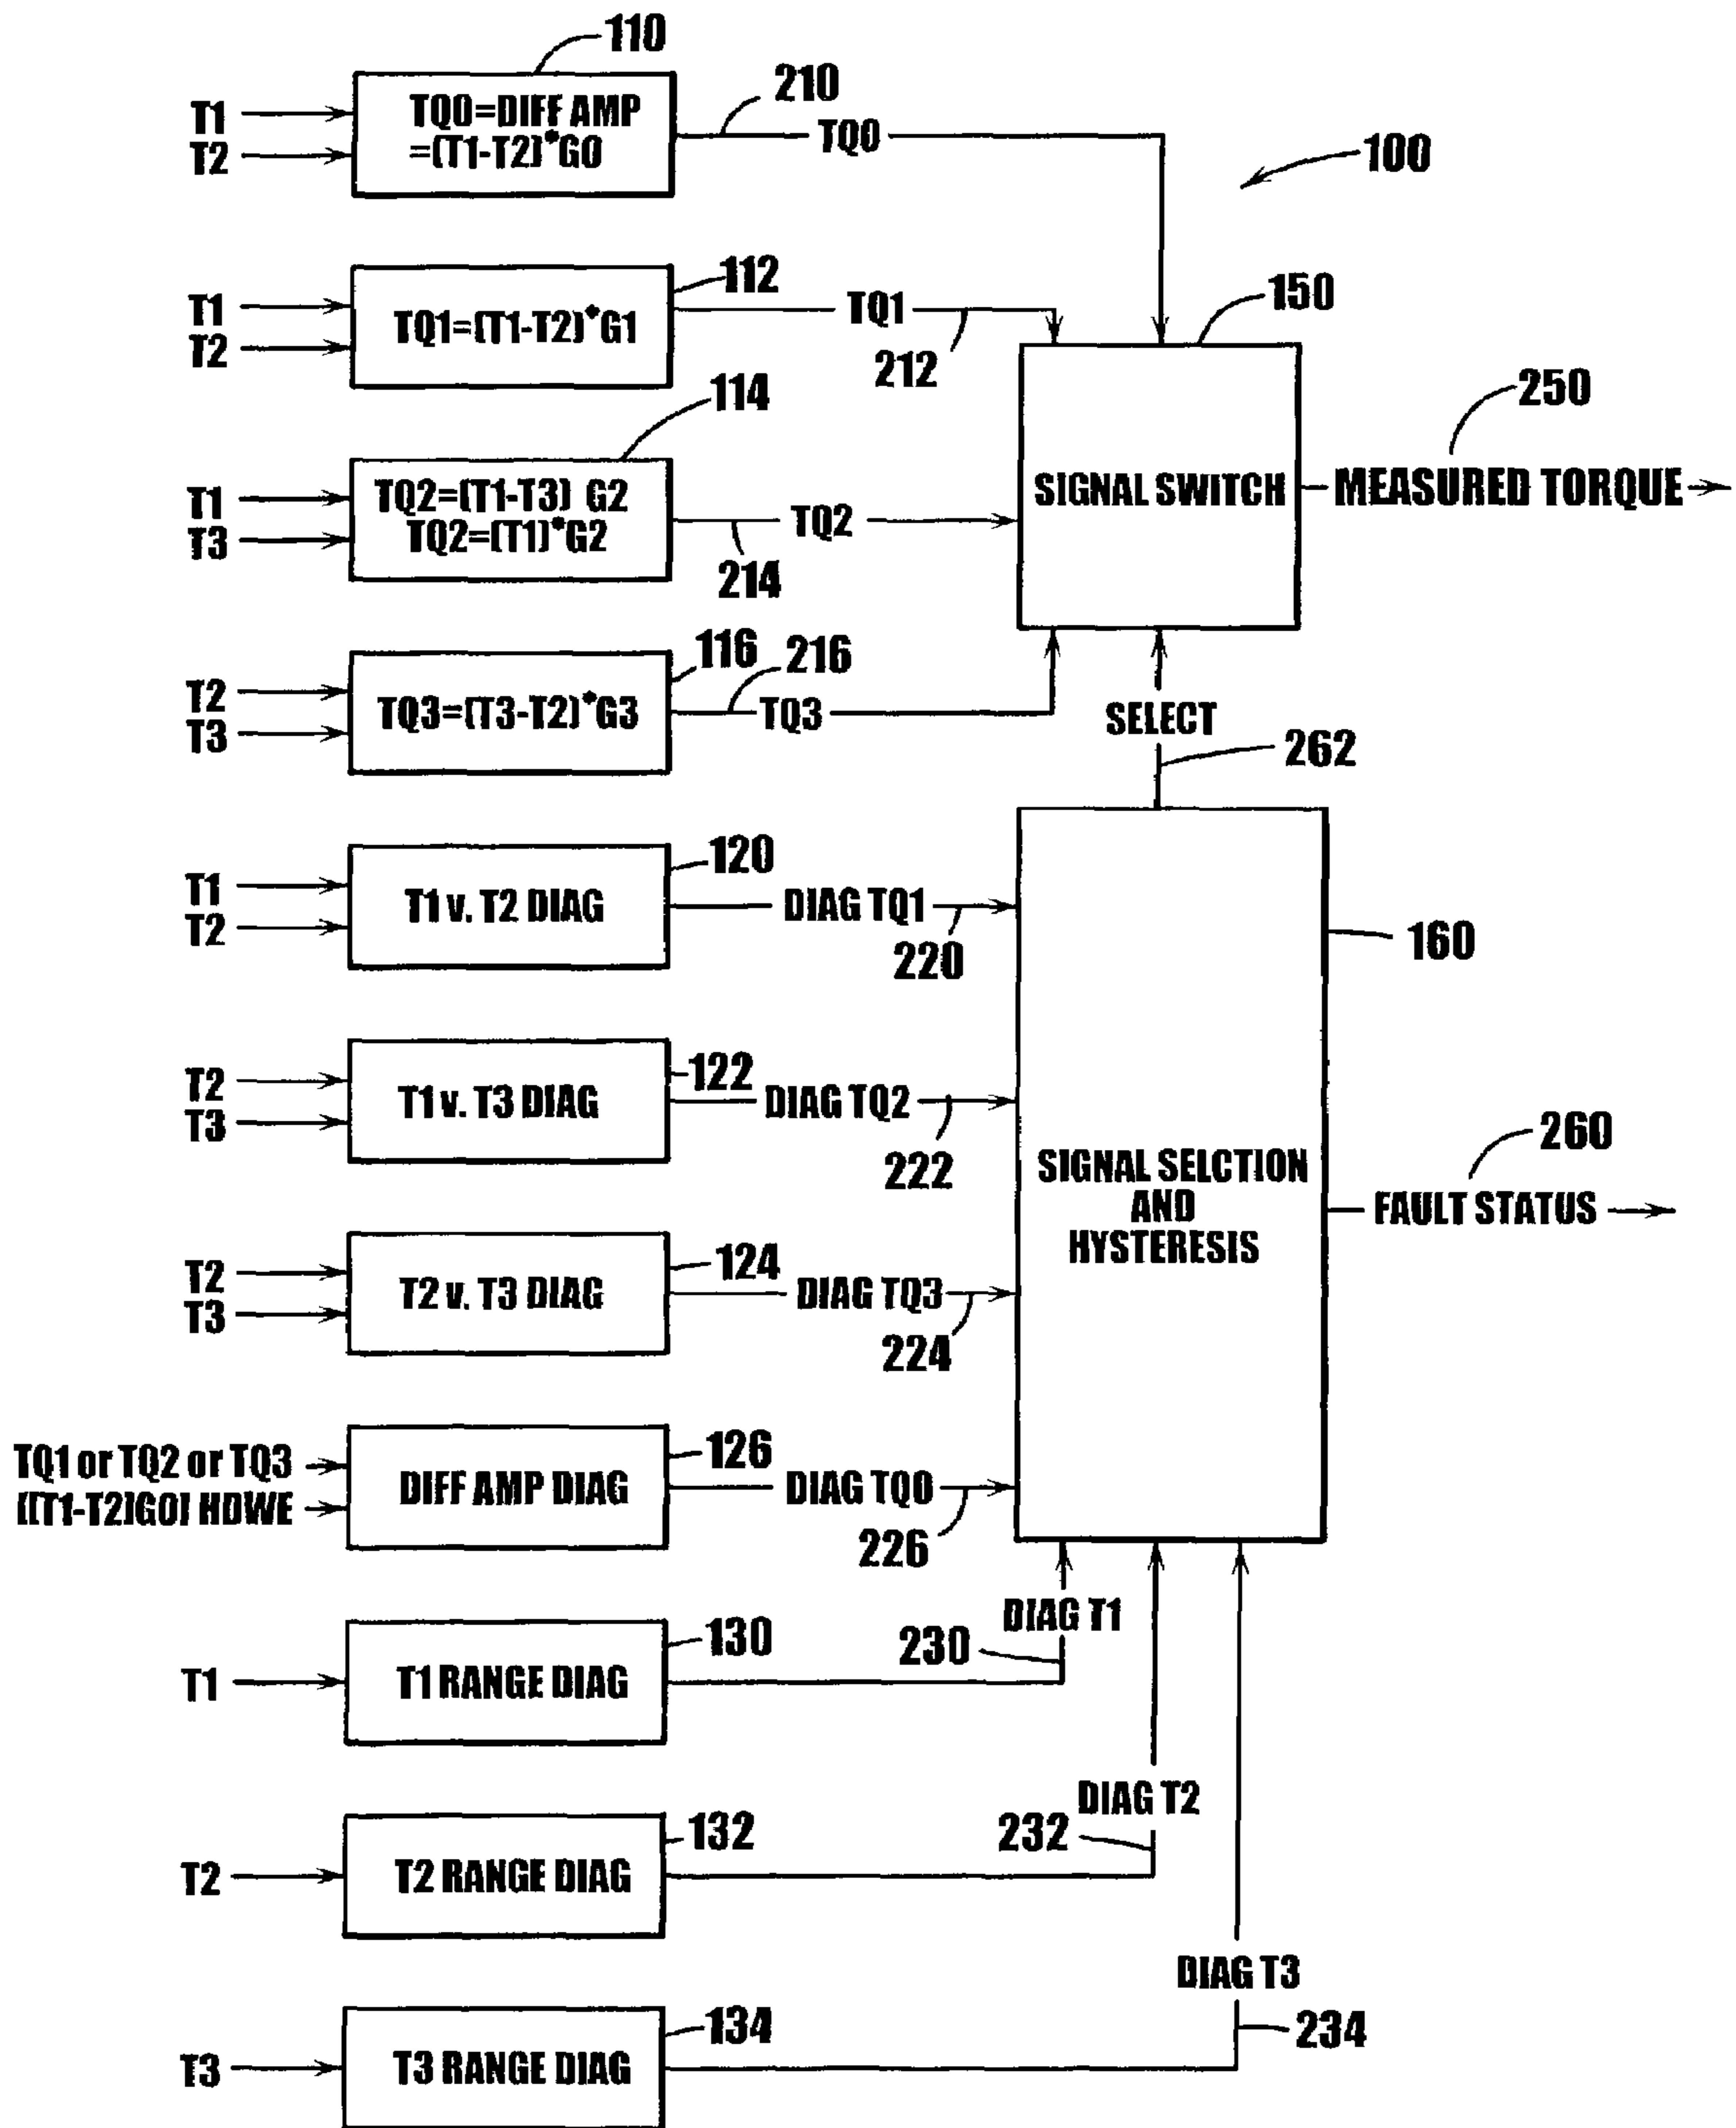 110
T1
T2
TQ0=DIFF AMP
=(T1-T2)*G0
210
TQ0
100
T1
T2
TQ1=(T1-T2)*G1
112
TQ1
212
150
SIGNAL SWITCH
250
MEASURED TORQUE
114
T1
T3
TQ2=(T1-T3) G2
TQ2=(T1)*G2
TQ2
214
T2
T3
TQ3=(T3-T2)*G3
116
216
TQ3
SELECT
262
T1
T2
T1 v. T2 DIAG
120
DIAG TQ1
220
160
T2
T3
T1 v. T3 DIAG
122
DIAG TQ2
222
SIGNAL SELCTION
AND
HYSTERESIS
260
FAULT STATUS
T2
T3
T2 v. T3 DIAG
124
DIAG TQ3
224
TQ1 or TQ2 or TQ3
([T1-T2]G0] HDWE
DIFF AMP DIAG
126
DIAG TQ0
226
T1
T1 RANGE DIAG
130
DIAG T1
230
T2
T2 RANGE DIAG
132
DIAG T2
232
T3
T3 RANGE DIAG
134
DIAG T3
234